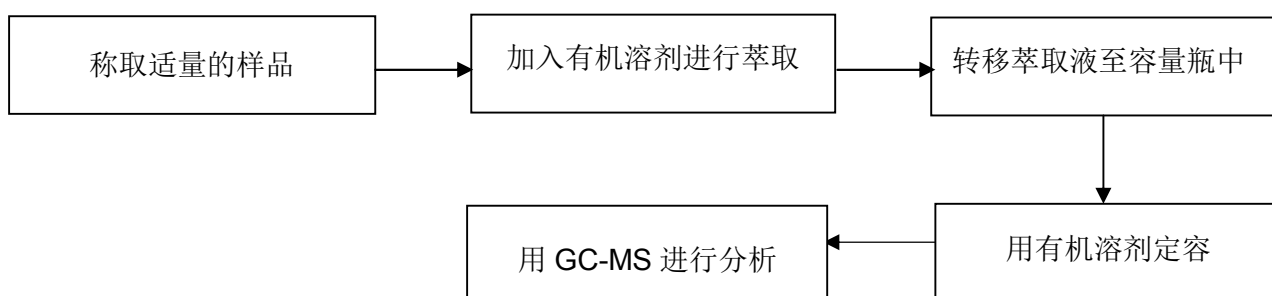 称取适量的样品
加入有机溶剂进行萃取
转移萃取液至容量瓶中
用有机溶剂定容
用 GC-MS 进行分析